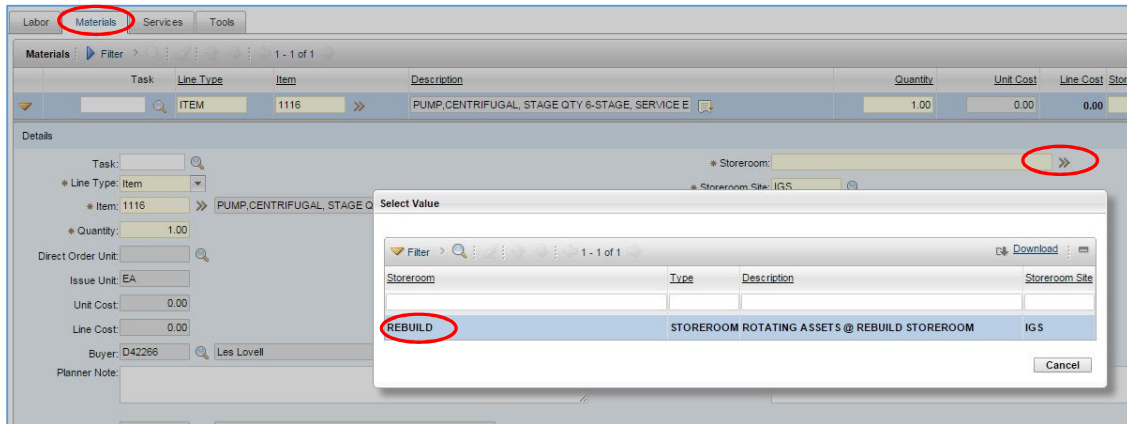 Labor Materials Services Tools
Materials Filter 1 - 1 of 1
Task Line Type Item Description Quantity Unit Cost Line Cost Stor
ITEM 1116 PUMP,CENTRIFUGAL, STAGE QTY 6-STAGE, SERVICE E 1.00 0.00 0.00
Details
Task: * Storeroom:
* Line Type: Item * Storeroom Site: IGS
* Item: 1116 PUMP,CENTRIFUGAL, STAGE Q
Select Value
* Quantity: 1.00
Filter 1 - 1 of 1 Download
Direct Order Unit:
Storeroom Type Description Storeroom Site
Issue Unit: EA
Unit Cost: 0.00
REBUILD STOREROOM ROTATING ASSETS @ REBUILD STOREROOM IGS
Line Cost: 0.00
Buyer: D42266 Les Lovell
Cancel
Planner Note: